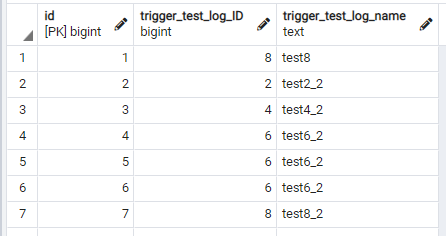 id trigger_test_log_ID trigger_test_log_name
[PK] bigint bigint text
1 1 8 test8
2 2 2 test2_2
3 3 4 test4_2
4 4 6 test6_2
5 5 6 test6_2
6 6 6 test6_2
7 7 8 test8_2